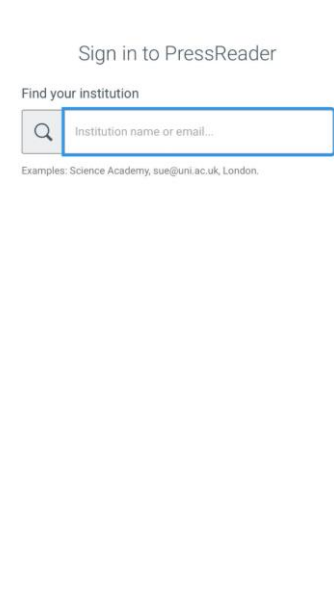 Sign in to PressReader
Find your institution
Institution name or email...
Examples: Science Academy, sue@uni.ac.uk, London.